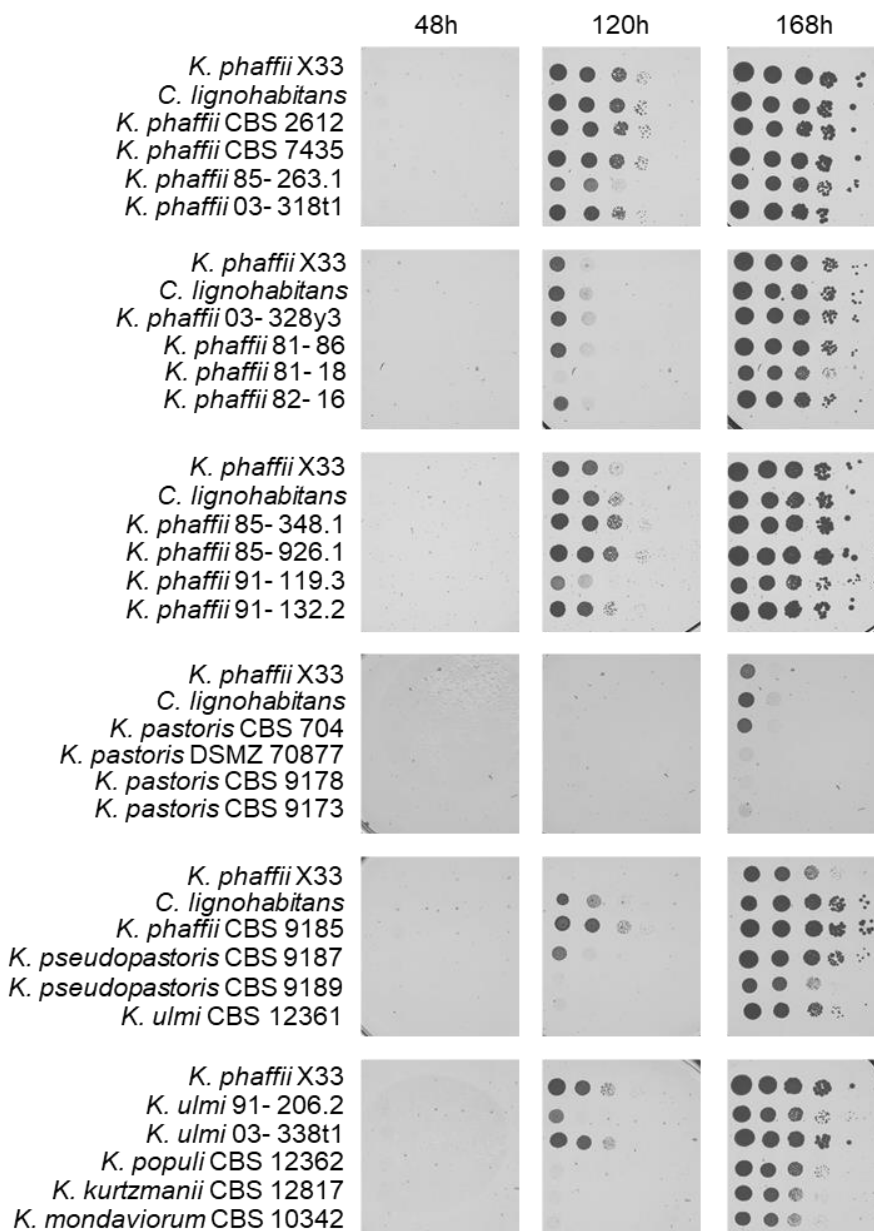 48h 120h 168h
K. phaffii X33
C. lignohabitans
K. phaffii CBS 2612
K. phaffii CBS 7435
K. phaffii 85- 263.1
K. phaffii 03- 318t1
K. phaffii X33
C. lignohabitans
K. phaffii 03- 328y3
K. phaffii 81- 86
K. phaffii 81- 18
K. phaffii 82- 16
K. phaffii X33
C. lignohabitans
K. phaffii 85- 348.1
K. phaffii 85- 926.1
K. phaffii 91- 119.3
K. phaffii 91- 132.2
K. phaffii X33
C. lignohabitans
K. pastoris CBS 704
K. pastoris DSMZ 70877
K. pastoris CBS 9178
K. pastoris CBS 9173
K. phaffii X33
C. lignohabitans
K. phaffii CBS 9185
K. pseudopastoris CBS 9187
K. pseudopastoris CBS 9189
K. ulmi CBS 12361
K. phaffii X33
K. ulmi 91- 206.2
K. ulmi 03- 338t1
K. populi CBS 12362
K. kurtzmanii CBS 12817
K. mondaviorum CBS 10342